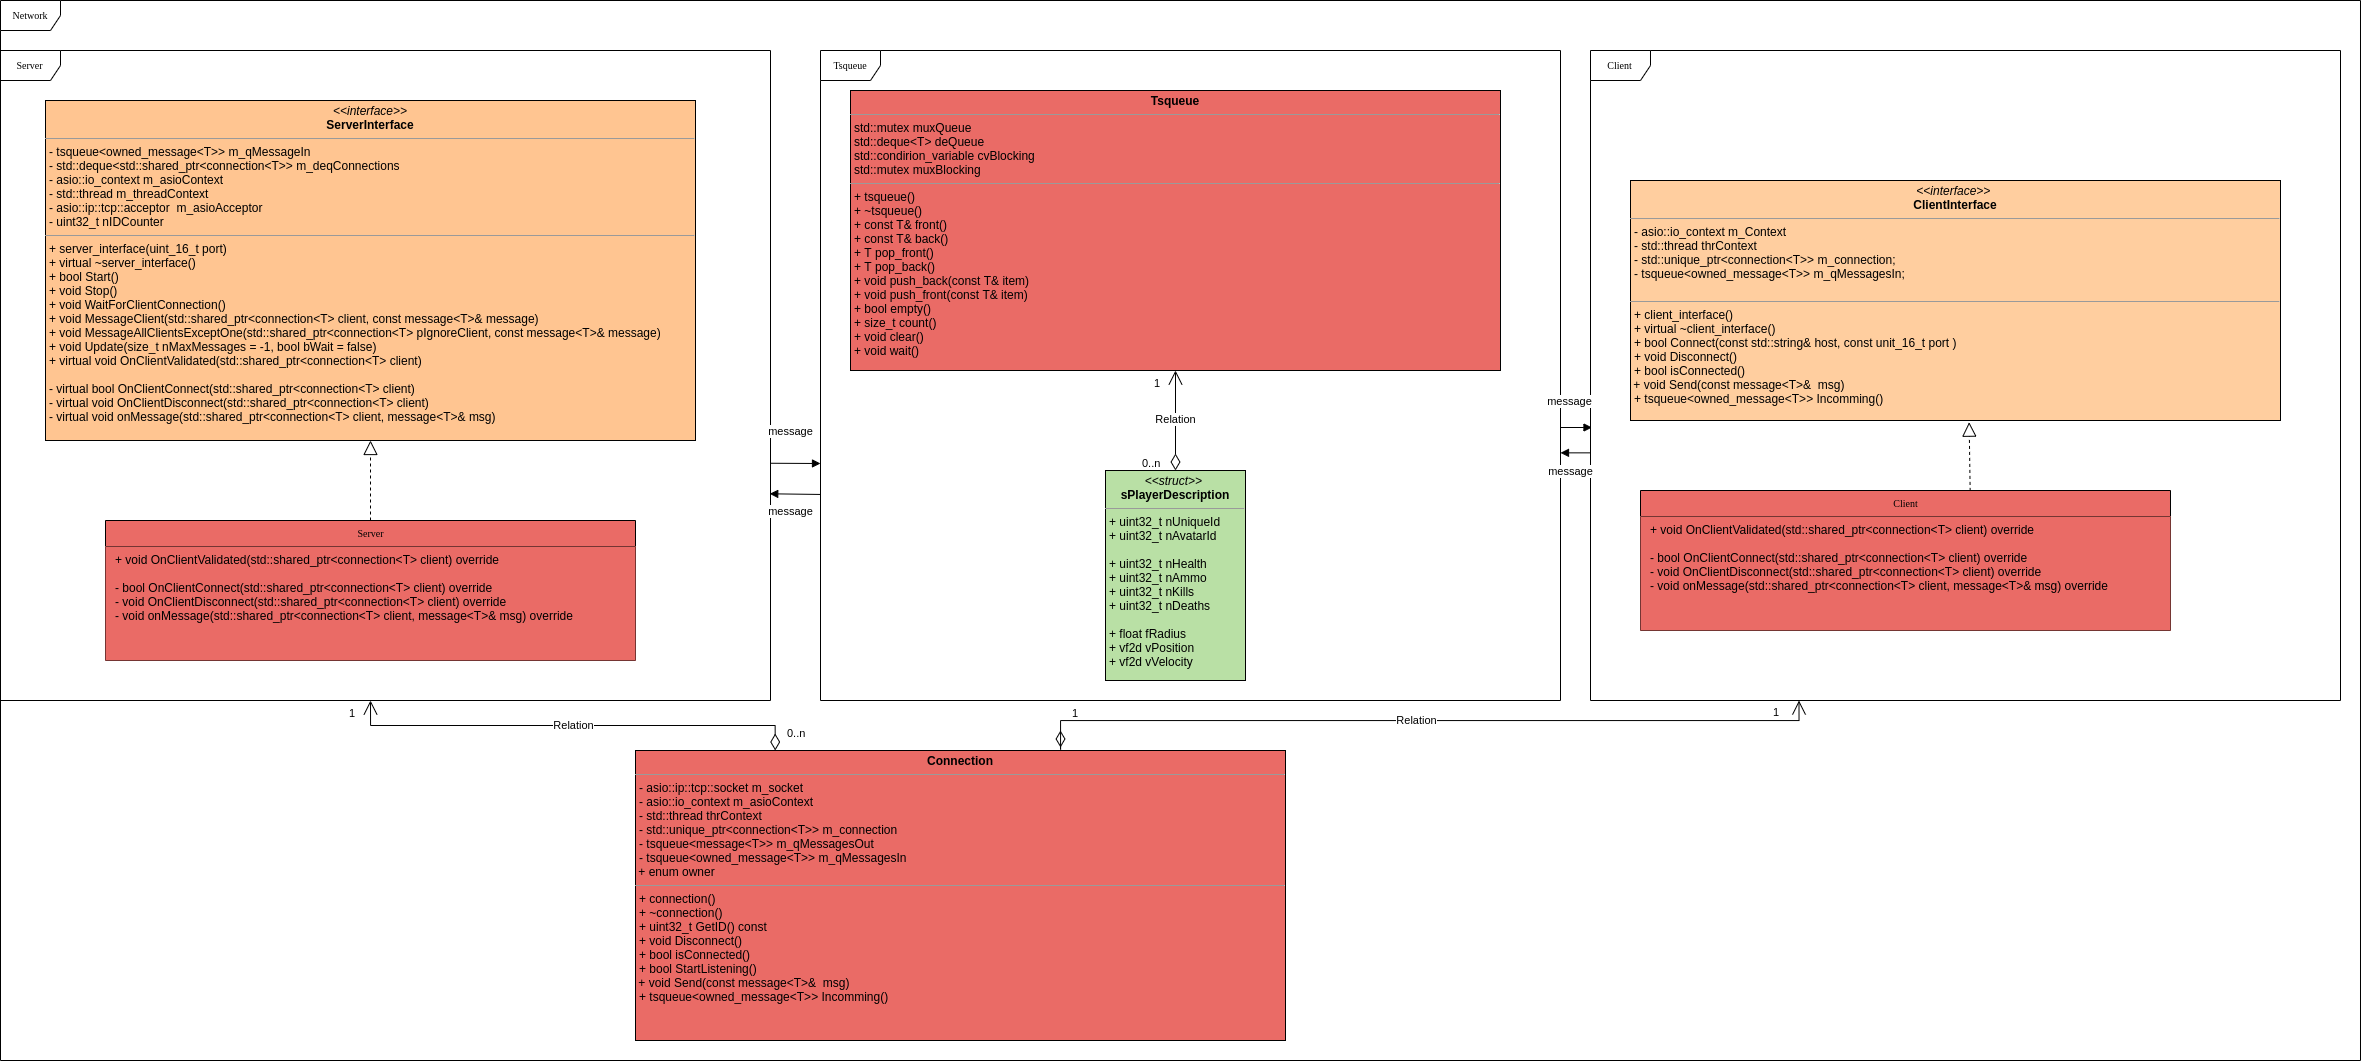 Network
Server
<<interface>>
ServerInterface
- tsqueue<owned_message<T>> m_qMessageIn
- std::deque<std::shared_ptr<connection<T>> m_deqConnections
- asio::io_context m_asioContext
- std::thread m_threadContext
- asio::ip::tcp::acceptor  m_asioAcceptor
- uint32_t nIDCounter
+ server_interface(uint_16_t port)
+ virtual ~server_interface()
+ bool Start()
+ void Stop()
+ void WaitForClientConnection()
+ void MessageClient(std::shared_ptr<connection<T> client, const message<T>& message)
+ void MessageAllClientsExceptOne(std::shared_ptr<connection<T> pIgnoreClient, const message<T>& message)
+ void Update(size_t nMaxMessages = -1, bool bWait = false)
+ virtual void OnClientValidated(std::shared_ptr<connection<T> client)
- virtual bool OnClientConnect(std::shared_ptr<connection<T> client)
- virtual void OnClientDisconnect(std::shared_ptr<connection<T> client)
- virtual void onMessage(std::shared_ptr<connection<T> client, message<T>& msg)
Server
+ void OnClientValidated(std::shared_ptr<connection<T> client) override
- bool OnClientConnect(std::shared_ptr<connection<T> client) override
- void OnClientDisconnect(std::shared_ptr<connection<T> client) override
- void onMessage(std::shared_ptr<connection<T> client, message<T>& msg) override
message
message
Tsqueue
Tsqueue
std::mutex muxQueue
std::deque<T> deQueue
std::condirion_variable cvBlocking
std::mutex muxBlocking
+ tsqueue()
+ ~tsqueue()
+ const T& front()
+ const T& back()
+ T pop_front()
+ T pop_back()
+ void push_back(const T& item)
+ void push_front(const T& item)
+ bool empty()
+ size_t count()
+ void clear()
+ void wait()
1
Relation
0..n
<<struct>>
sPlayerDescription
+ uint32_t nUniqueId
+ uint32_t nAvatarId
+ uint32_t nHealth
+ uint32_t nAmmo
+ uint32_t nKills
+ uint32_t nDeaths
+ float fRadius
+ vf2d vPosition
+ vf2d vVelocity
message
message
Client
<<interface>>
ClientInterface
- asio::io_context m_Context
- std::thread thrContext
- std::unique_ptr<connection<T>> m_connection;
- tsqueue<owned_message<T>> m_qMessagesIn;
+ client_interface()
+ virtual ~client_interface()
+ bool Connect(const std::string& host, const unit_16_t port )
+ void Disconnect()
+ bool isConnected()
+ void Send(const message<T>&  msg)
+ tsqueue<owned_message<T>> Incomming()
Client
+ void OnClientValidated(std::shared_ptr<connection<T> client) override
- bool OnClientConnect(std::shared_ptr<connection<T> client) override
- void OnClientDisconnect(std::shared_ptr<connection<T> client) override
- void onMessage(std::shared_ptr<connection<T> client, message<T>& msg) override
1
Relation
0..n
1
Relation
1
Connection
- asio::ip::tcp::socket m_socket
- asio::io_context m_asioContext
- std::thread thrContext
- std::unique_ptr<connection<T>> m_connection
- tsqueue<message<T>> m_qMessagesOut
- tsqueue<owned_message<T>> m_qMessagesIn
+ enum owner
+ connection()
+ ~connection()
+ uint32_t GetID() const
+ void Disconnect()
+ bool isConnected()
+ bool StartListening()
+ void Send(const message<T>&  msg)
+ tsqueue<owned_message<T>> Incomming()